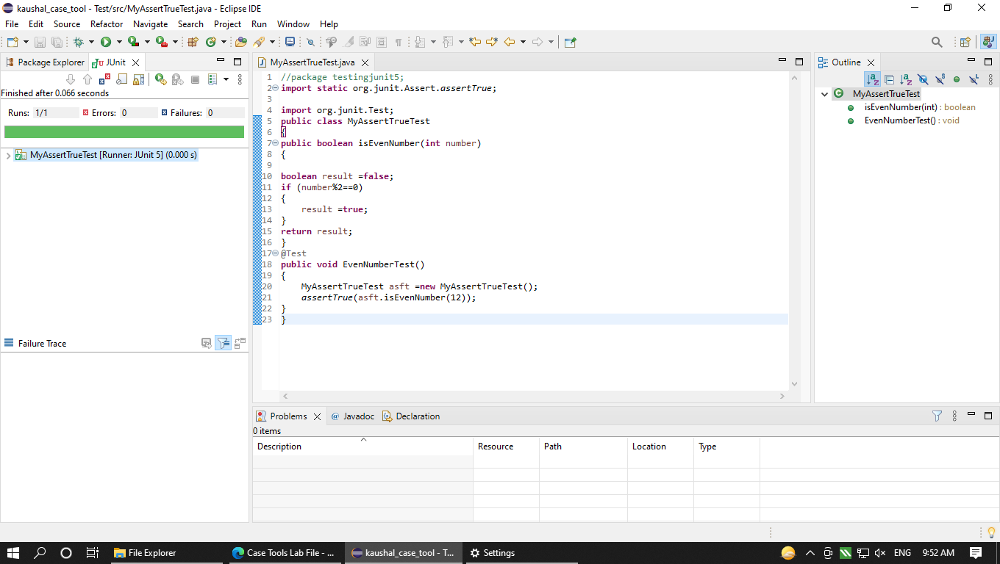 kaushal_case_tool - Test/src/MyAssertTrueTest.java - Eclipse IDE
File Edit Source Refactor Navigate Search Project Run Window Help
Package Explorer JUnit
Finished after 0.066 seconds
Runs: 1/1 Errors: 0 Failures: 0
MyAssertTrueTest [Runner: JUnit 5] (0.000 s)
Failure Trace
MyAssertTrueTest.java
1 //package testingjunit5;
2 import static org.junit.Assert.assertTrue;
3
4 import org.junit.Test;
5 public class MyAssertTrueTest
6 {
7 public boolean isEvenNumber(int number)
8 {
9
10 boolean result =false;
11 if (number%2==0)
12 {
13     result =true;
14 }
15 return result;
16 }
17 @Test
18 public void EvenNumberTest()
19 {
20     MyAssertTrueTest asft =new MyAssertTrueTest();
21     assertTrue(asft.isEvenNumber(12));
22 }
23 }
Outline
MyAssertTrueTest
isEvenNumber(int) : boolean
EvenNumberTest() : void
Problems @ Javadoc Declaration
0 items
Description Resource Path Location Type
File Explorer Case Tools Lab File - ... kaushal_case_tool - T... Settings ENG 9:52 AM